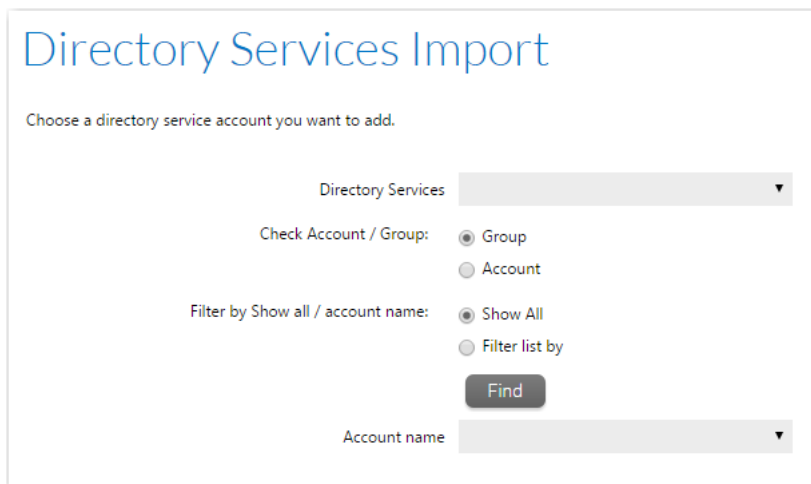 Directory Services Import
Choose a directory service account you want to add.
Directory Services
Check Account / Group: Group
Account
Filter by Show all / account name: Show All
Filter list by
Find
Account name